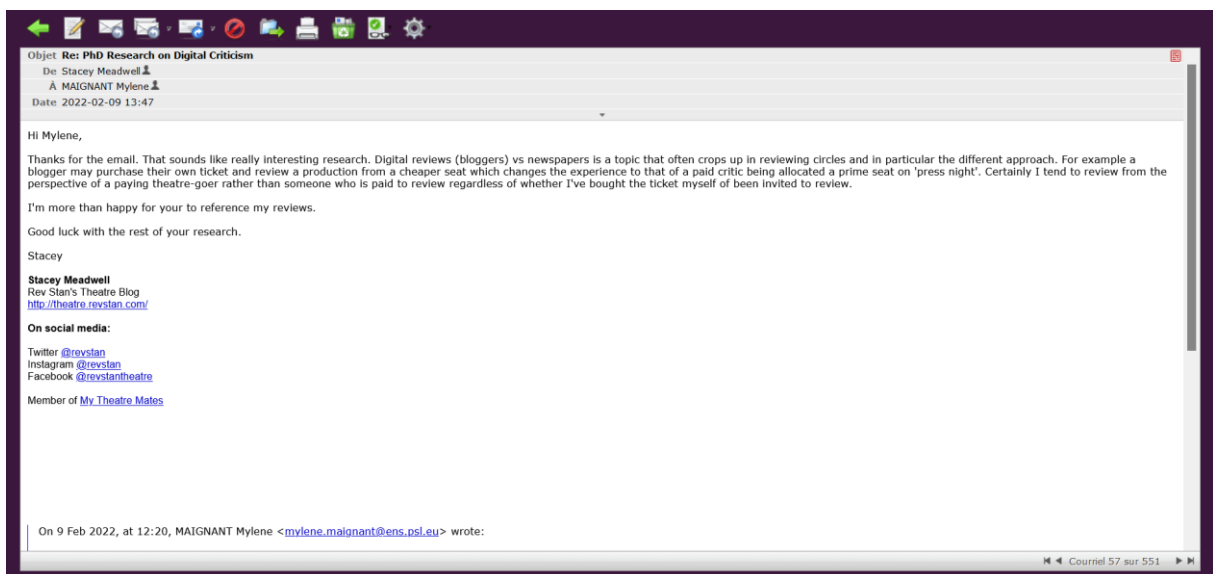 Objet Re: PhD Research on Digital Criticism
De Stacey Meadwell
À MAIGNANT Mylene
Date 2022-02-09 13:47
Hi Mylene,
Thanks for the email. That sounds like really interesting research. Digital reviews (bloggers) vs newspapers is a topic that often crops up in reviewing circles and in particular the different approach. For example a
blogger may purchase their own ticket and review a production from a cheaper seat which changes the experience to that of a paid critic being allocated a prime seat on 'press night'. Certainly I tend to review from the
perspective of a paying theatre-goer rather than someone who is paid to review regardless of whether I've bought the ticket myself of been invited to review.
I'm more than happy for your to reference my reviews.
Good luck with the rest of your research.
Stacey
Stacey Meadwell
Rev Stan's Theatre Blog
http://theatre.revstan.com/
On social media:
Twitter @revstan
Instagram @revstan
Facebook @revstantheatre
Member of My Theatre Mates
On 9 Feb 2022, at 12:20, MAIGNANT Mylene <mylene.maignant@ens.psl.eu> wrote:
Courriel 57 sur 551